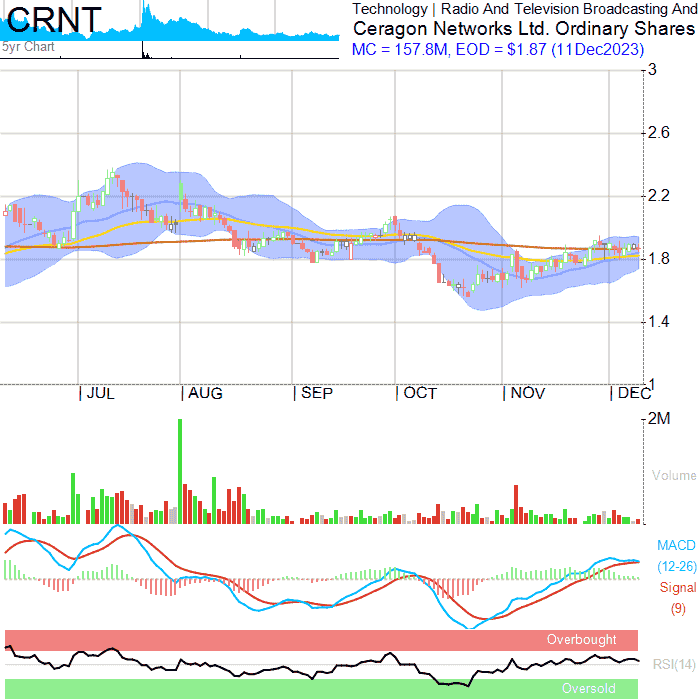 CRNT
5yr Chart
Technology | Radio And Television Broadcasting And
Ceragon Networks Ltd. Ordinary Shares
MC = 157.8M, EOD = $1.87 (11Dec2023)
3
2.6
2.2
1.8
1.4
1
| JUL | AUG | SEP | OCT | NOV | DEC
2M
Volume
MACD
(12-26)
Signal
(9)
Overbought
RSI(14)
Oversold